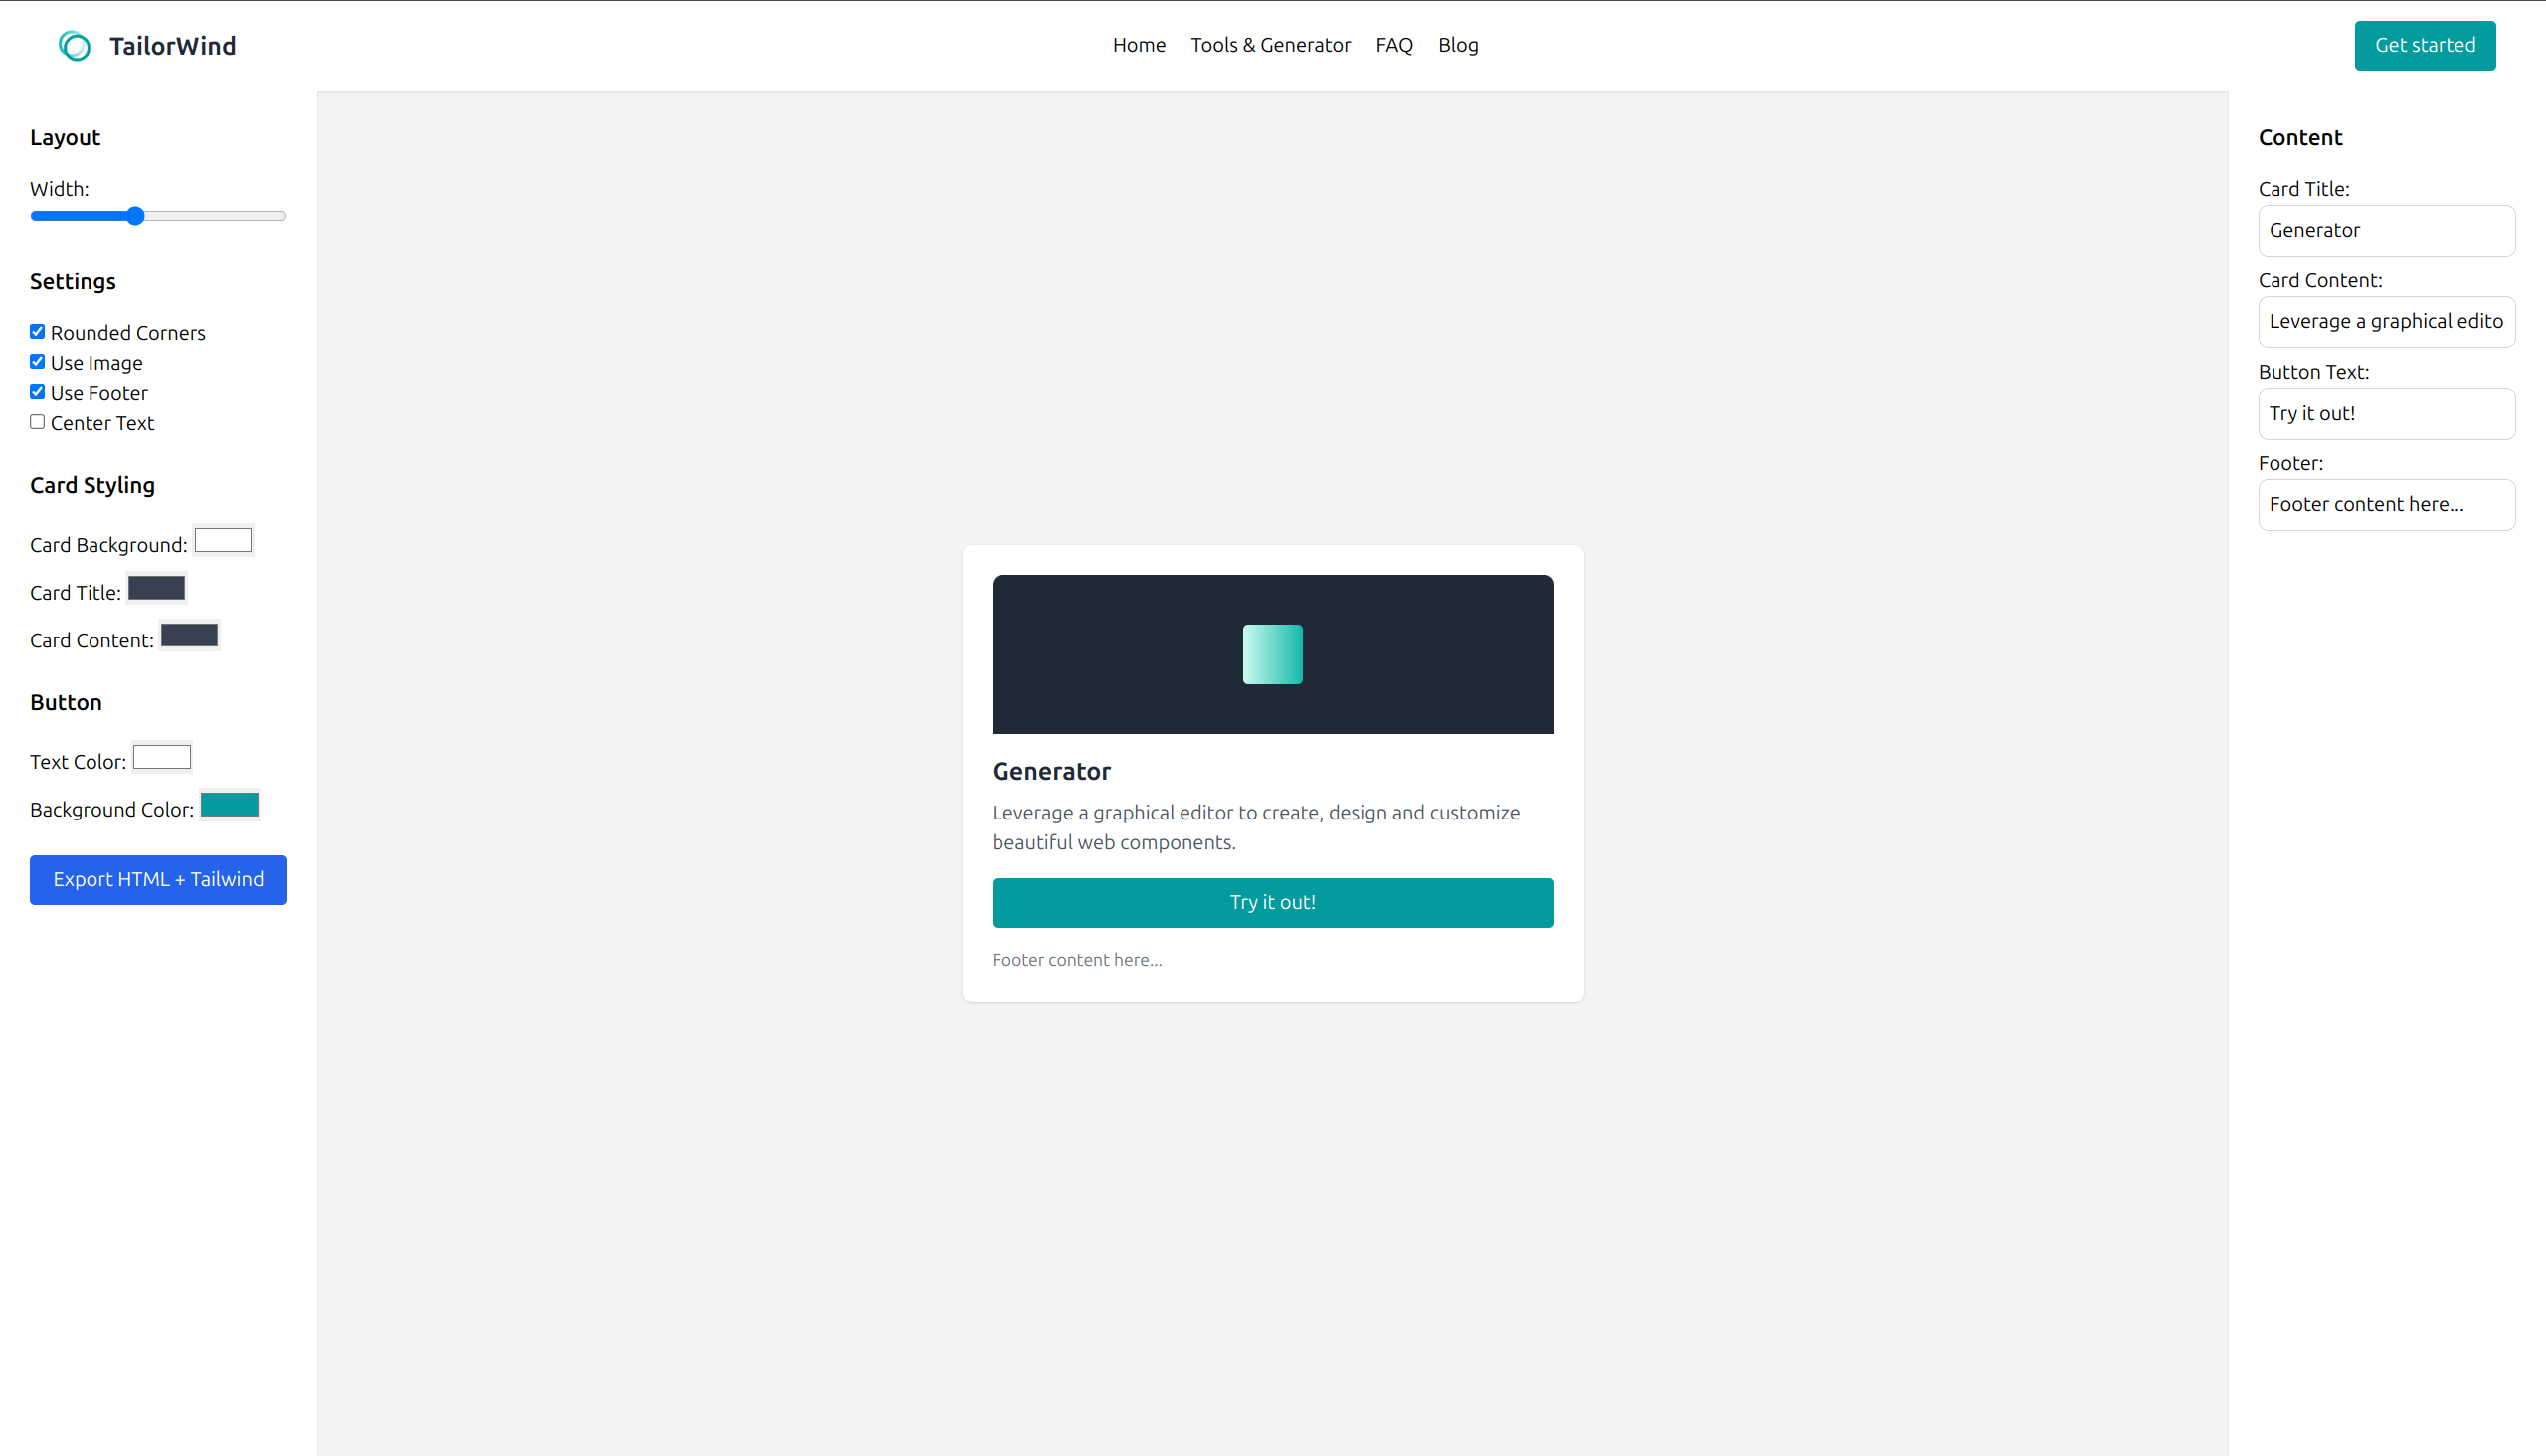 TailorWind
Home
Tools & Generator
FAQ
Blog
Get started
Layout
Width:
Settings
Rounded Corners
Use Image
Use Footer
Center Text
Card Styling
Card Background:
Card Title:
Card Content:
Button
Text Color:
Background Color:
Export HTML + Tailwind
Generator
Leverage a graphical editor to create, design and customize
beautiful web components.
Try it out!
Footer content here...
Content
Card Title:
Generator
Card Content:
Leverage a graphical edito
Button Text:
Try it out!
Footer:
Footer content here...